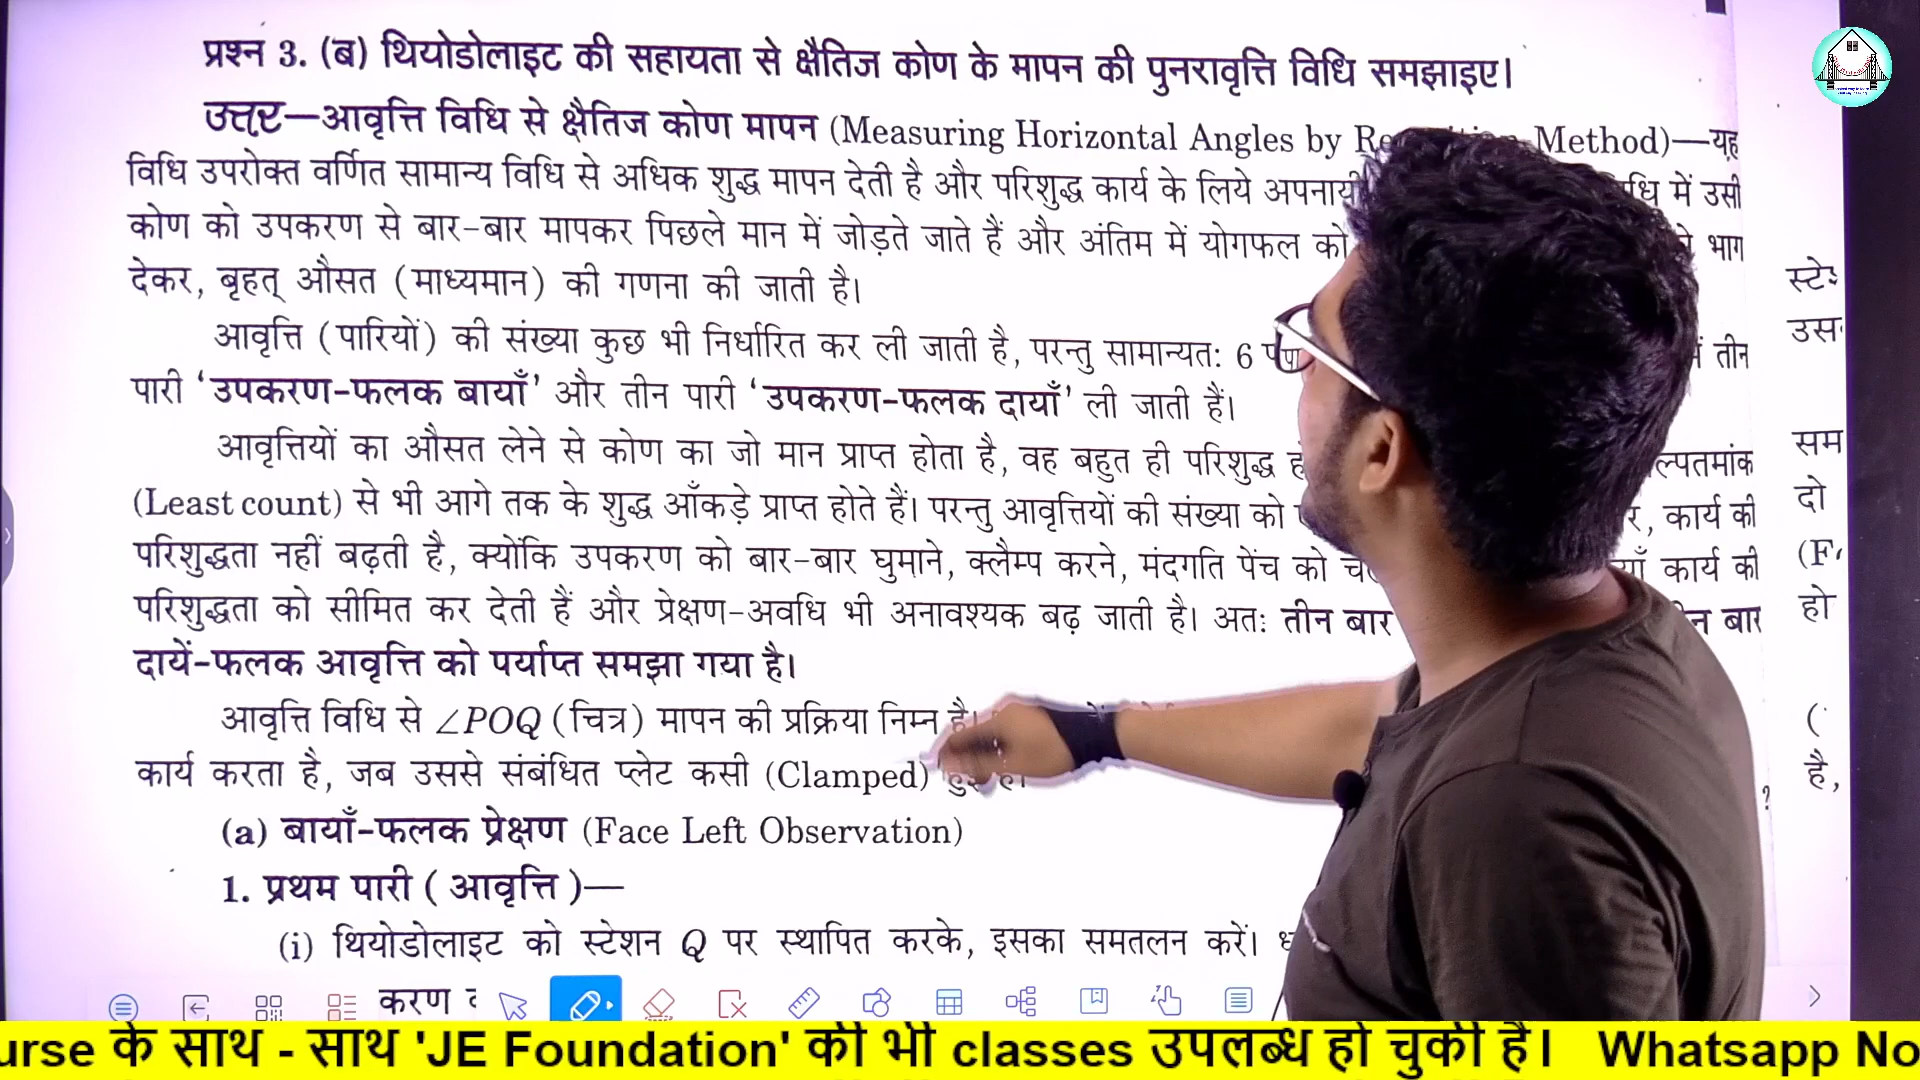 प्रश्न 3. (ब) थियोडोलाइट की सहायता से क्षैतिज कोण के मापन की पुनरावृत्ति विधि समझाइए।
उत्तर—आवृत्ति विधि से क्षैतिज कोण मापन (Measuring Horizontal Angles by Method)—यह
विधि उपरोक्त वर्णित सामान्य विधि से अधिक शुद्ध मापन देती है और परिशुद्ध कार्य के लिये में उसी
कोण को उपकरण से बार-बार मापकर पिछले मान में जोड़ते जाते हैं और अंतिम में योगफल को भाग
देकर, बृहत् औसत (माध्यमान) की गणना की जाती है।
आवृत्ति (पारियों) की संख्या कुछ भी निर्धारित कर ली जाती है, परन्तु सामान्यत: 6 तीन
पारी 'उपकरण-फलक बायाँ' और तीन पारी 'उपकरण-फलक दायाँ' ली जाती हैं।
आवृत्तियों का औसत लेने से कोण का जो मान प्राप्त होता है, वह बहुत ही परिशुद्ध
(Least count) से भी आगे तक के शुद्ध आँकड़े प्राप्त होते हैं। परन्तु आवृत्तियों की संख्या को कार्य की
परिशुद्धता नहीं बढ़ती है, क्योंकि उपकरण को बार-बार घुमाने, क्लैम्प करने, मंदगति पेंच को कार्य की
परिशुद्धता को सीमित कर देती हैं और प्रेक्षण-अवधि भी अनावश्यक बढ़ जाती है। अतः तीन बार बार
दायें-फलक आवृत्ति को पर्याप्त समझा गया है।
आवृत्ति विधि से ∠POQ (चित्र) मापन की प्रक्रिया निम्न है।
कार्य करता है, जब उससे संबंधित प्लेट कसी (Clamped)
(a) बायाँ-फलक प्रेक्षण (Face Left Observation)
1. प्रथम पारी ( आवृत्ति )—
(i) थियोडोलाइट को स्टेशन Q पर स्थापित करके, इसका समतलन करें।
करण
सम
दो
हो
है,
के साथ - साथ 'JE Foundation' की भी classes उपलब्ध हो चुकी है। Whatsapp No